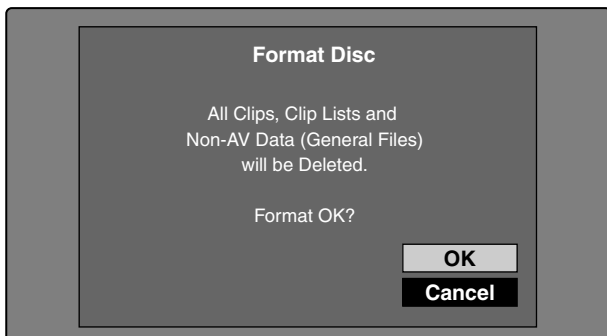 Format Disc
All Clips, Clip Lists and
Non-AV Data (General Files)
will be Deleted.
Format OK?
OK
Cancel